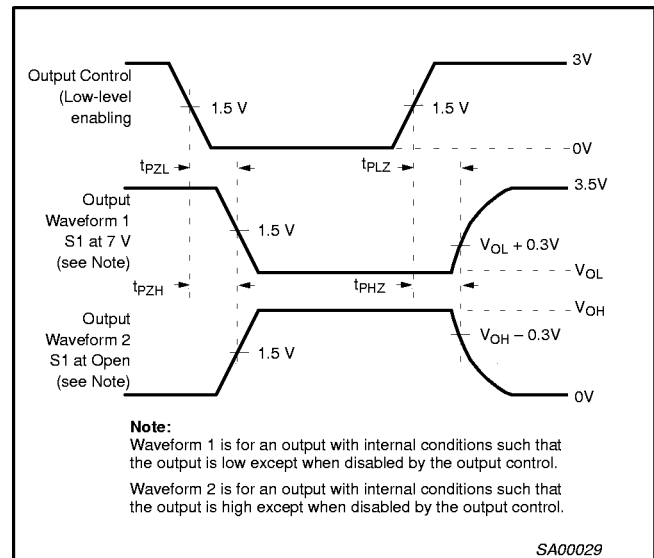 3V
Output Control
(Low-level
enabling
1.5 V
1.5 V
0V
tPZL
tPLZ
3.5V
Output
Waveform 1
S1 at 7 V
(see Note)
1.5 V
VOL + 0.3V
VOL
tPZH
tPHZ
VOH
Output
Waveform 2
S1 at Open
(see Note)
1.5 V
VOH – 0.3V
0V
Note:
Waveform 1 is for an output with internal conditions such that
the output is low except when disabled by the output control.
Waveform 2 is for an output with internal conditions such that
the output is high except when disabled by the output control.
SA00029